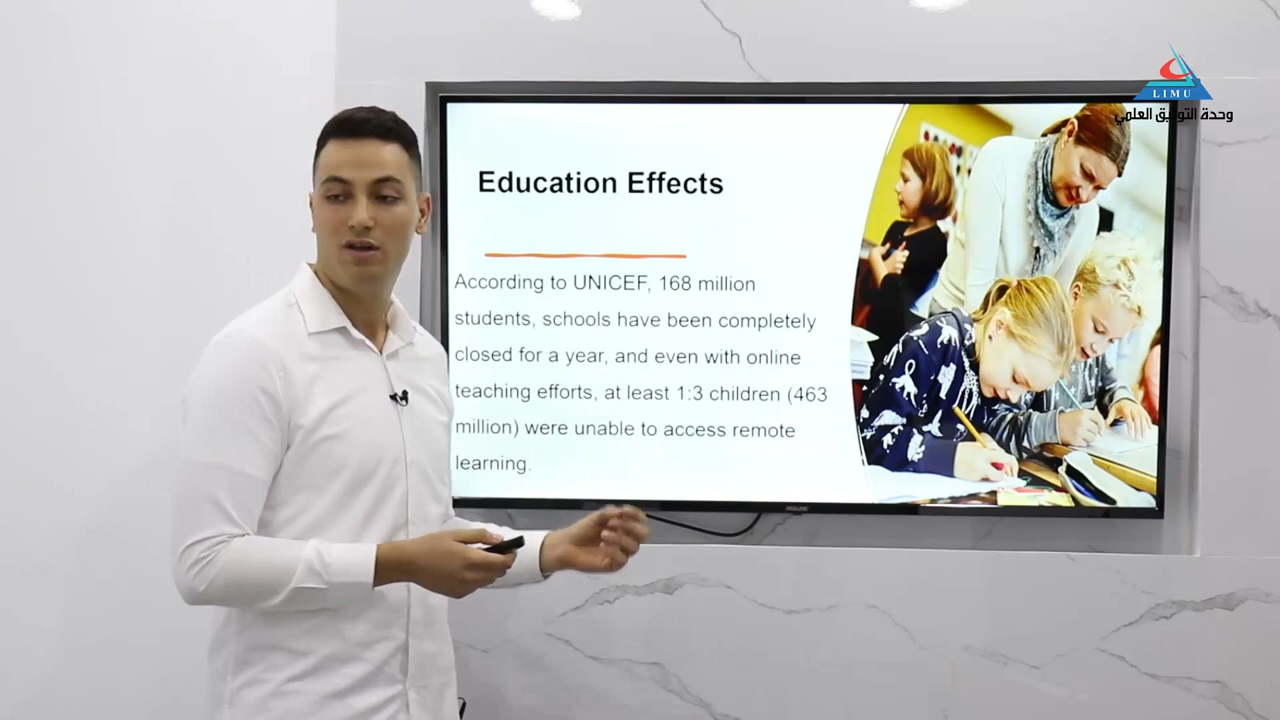 LIMU
وحدة التوثيق العلمي
Education Effects
According to UNICEF, 168 million
students, schools have been completely
closed for a year, and even with online
teaching efforts, at least 1:3 children (463
million) were unable to access remote
learning.